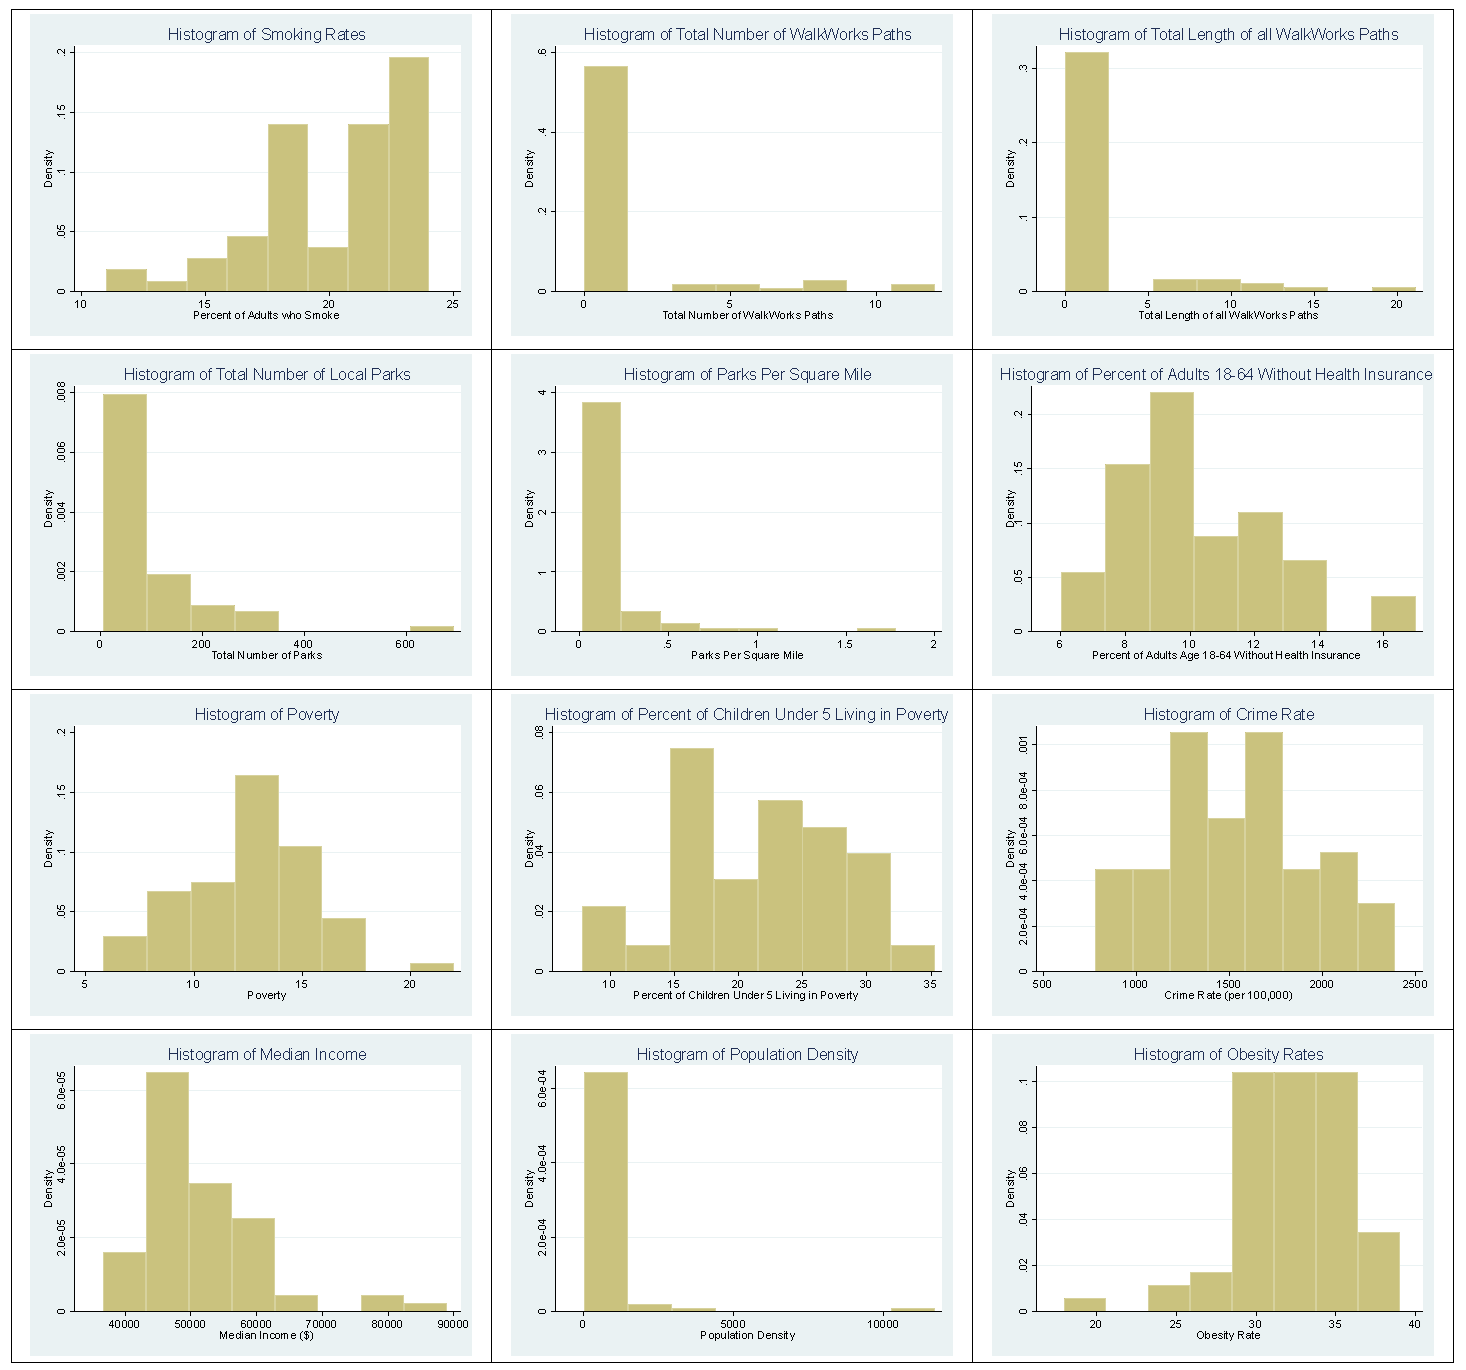 Histogram of Smoking Rates
Density
0 .05 .1 .15 .2
10 15 20 25
Percent of Adults who Smoke
Histogram of Total Number of WalkWorks Paths
Density
0 .2 .4 .6
0 5 10
Total Number of WalkWorks Paths
Histogram of Total Length of all WalkWorks Paths
Density
0 .1 .2 .3
0 5 10 15 20
Total Length of all WalkWorks Paths
Histogram of Total Number of Local Parks
Density
0 .002 .004 .006 .008
0 200 400 600
Total Number of Parks
Histogram of Parks Per Square Mile
Density
0 1 2 3 4
0 .5 1 1.5 2
Parks Per Square Mile
Histogram of Percent of Adults 18-64 Without Health Insurance
Density
0 .05 .1 .15 .2
6 8 10 12 14 16
Percent of Adults Age 18-64 Without Health Insurance
Histogram of Poverty
Density
0 .05 .1 .15 .2
5 10 15 20
Poverty
Histogram of Percent of Children Under 5 Living in Poverty
Density
0 .02 .04 .06 .08
10 15 20 25 30 35
Percent of Children Under 5 Living in Poverty
Histogram of Crime Rate
Density
0 2.0e-04 4.0e-04 6.0e-04 8.0e-04 .001
500 1000 1500 2000 2500
Crime Rate (per 100,000)
Histogram of Median Income
Density
0 2.0e-05 4.0e-05 6.0e-05
40000 50000 60000 70000 80000 90000
Median Income ($)
Histogram of Population Density
Density
0 2.0e-04 4.0e-04 6.0e-04
0 5000 10000
Population Density
Histogram of Obesity Rates
Density
0 .02 .04 .06 .08 .1
20 25 30 35 40
Obesity Rate